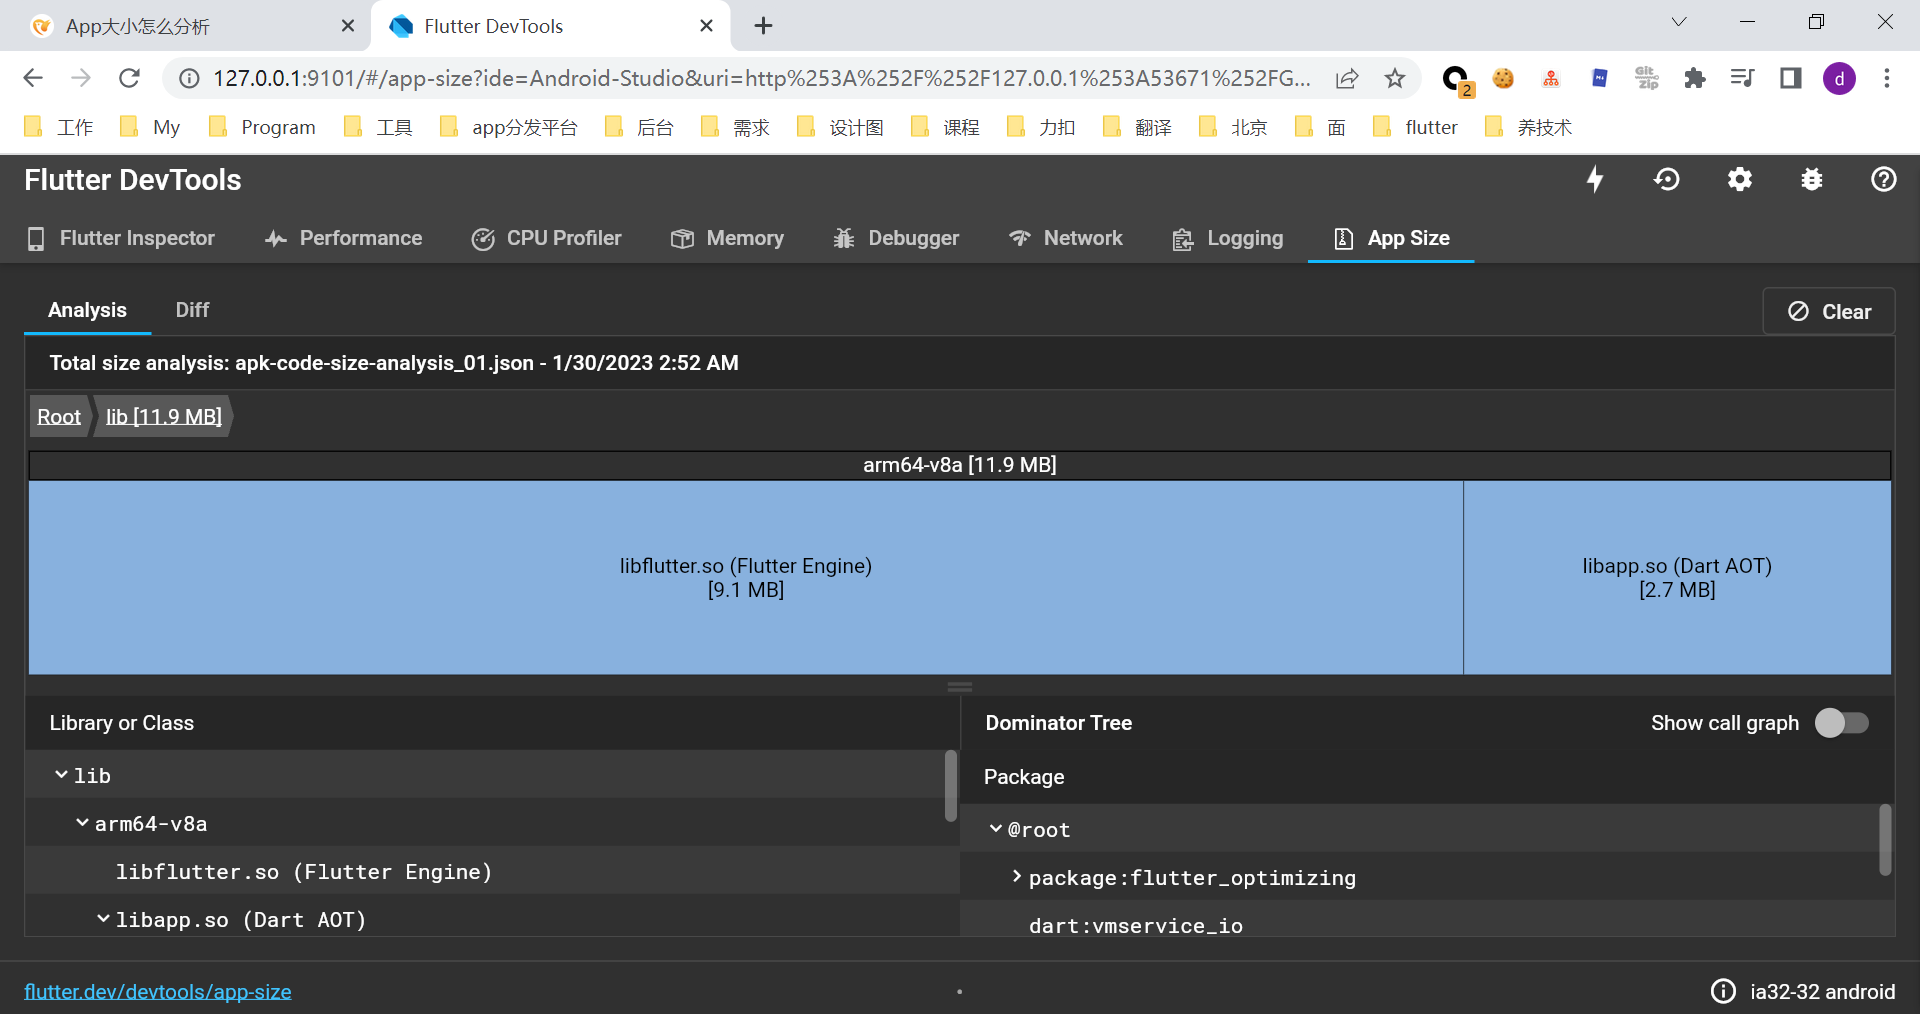 App大小怎么分析
Flutter DevTools
127.0.0.1:9101/#/app-size?ide=Android-Studio&uri=http%253A%252F%252F127.0.0.1%253A53671%252FG...
2
Git
zip
d
工作 My Program 工具 app分发平台 后台 需求 设计图 课程 力扣 翻译 北京 面 flutter 养技术
Flutter DevTools
Flutter Inspector Performance CPU Profiler Memory Debugger Network Logging App Size
Analysis Diff
Clear
Total size analysis: apk-code-size-analysis_01.json - 1/30/2023 2:52 AM
Root lib [11.9 MB]
arm64-v8a [11.9 MB]
libflutter.so (Flutter Engine)
[9.1 MB]
libapp.so (Dart AOT)
[2.7 MB]
Library or Class
lib
arm64-v8a
libflutter.so (Flutter Engine)
libapp.so (Dart AOT)
Dominator Tree
Show call graph
Package
@root
package:flutter_optimizing
dart:vmservice_io
flutter.dev/devtools/app-size
ia32-32 android